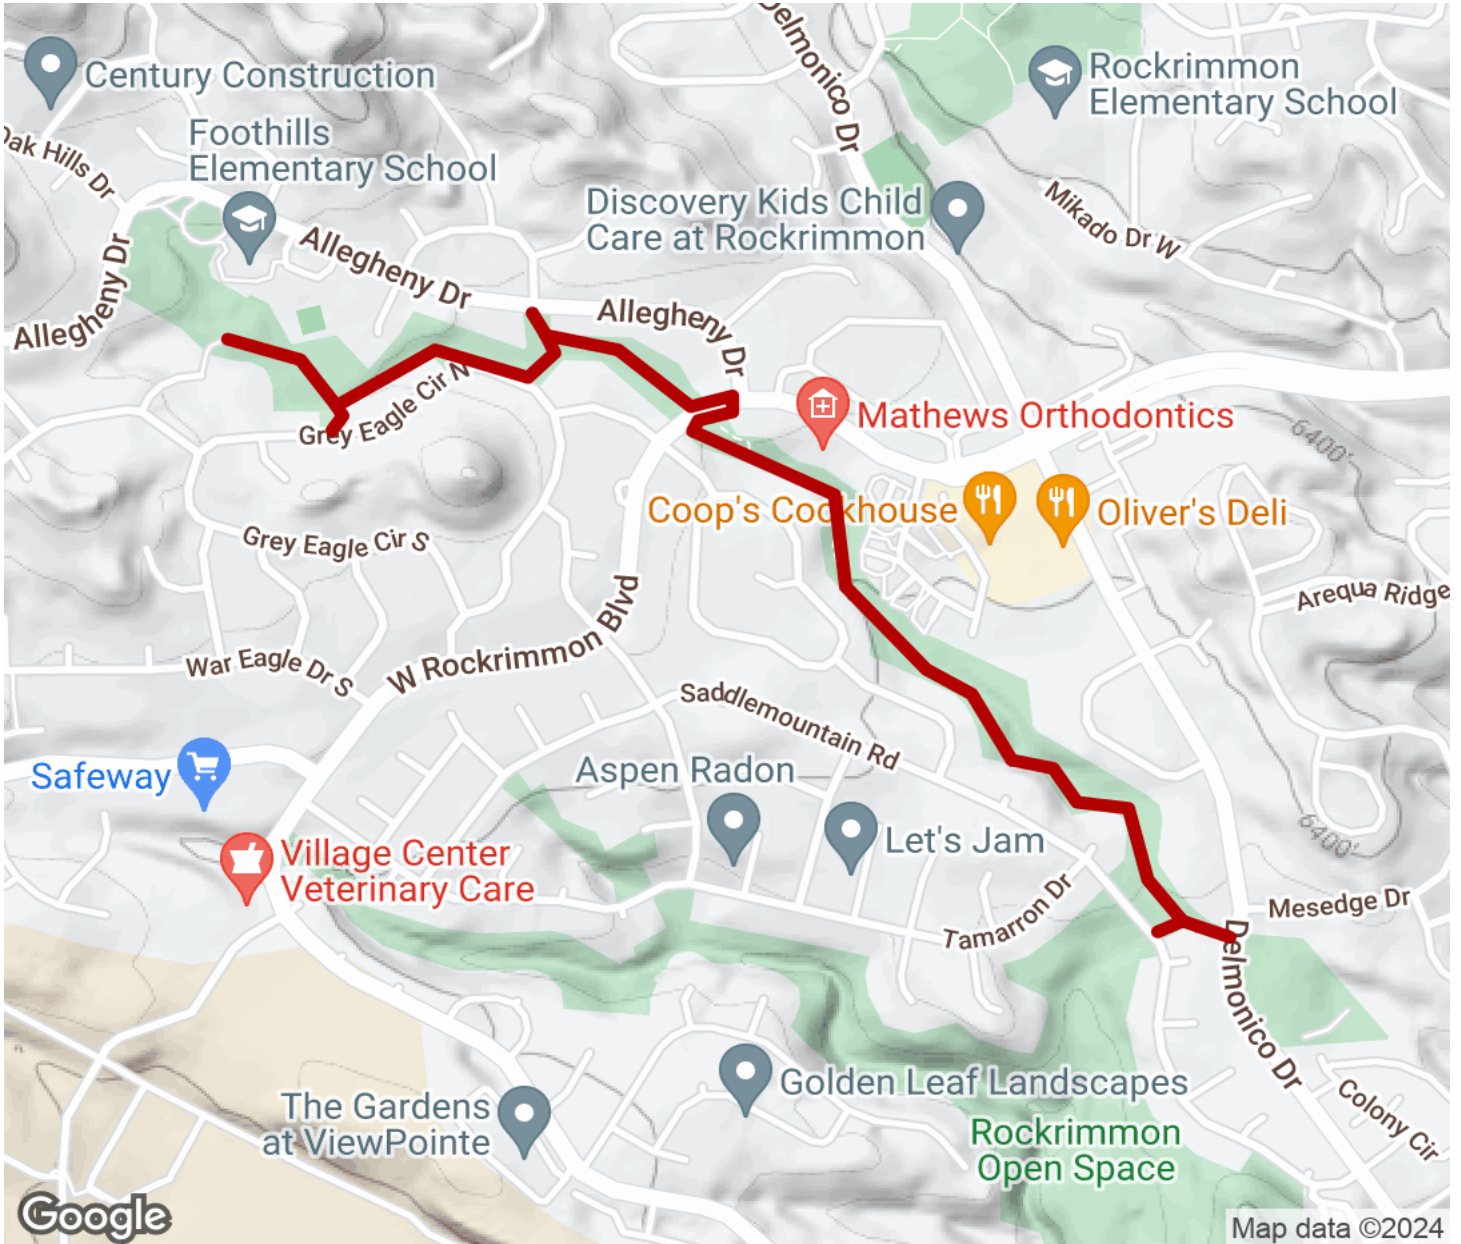 Delmonico Dr
Century Construction
Rockrimmon
Elementary School
Oak Hills Dr
Foothills
Elementary School
Discovery Kids Child
Care at Rockrimmon
Mikado Dr W
Allegheny Dr
Allegheny Dr
Allegheny Dr
Grey Eagle Cir N
Mathews Orthodontics
6400'
Coop's Cookhouse
Oliver's Deli
Grey Eagle Cir S
Arequa Ridge
W Rockrimmon Blvd
War Eagle Dr S
Saddlemountain Rd
Safeway
Aspen Radon
Let's Jam
6400'
Village Center
Veterinary Care
Tamarron Dr
Mesedge Dr
Delmonico Dr
Golden Leaf Landscapes
The Gardens
at ViewPointe
Rockrimmon
Open Space
Colony Cir
Google
Map data ©2024